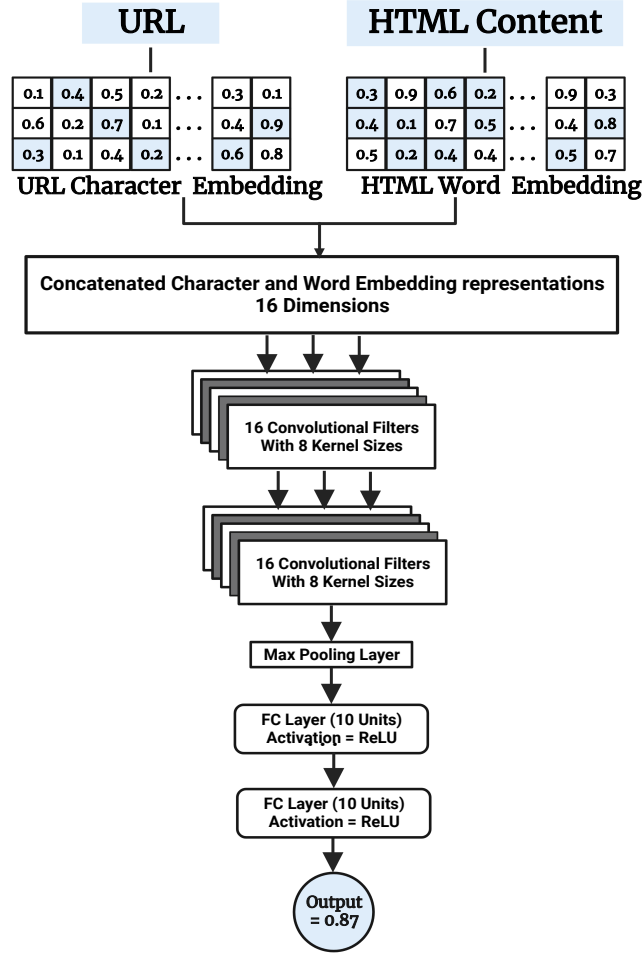 URL
HTML Content
0.1 0.4 0.5 0.2 ... 0.3 0.1
0.6 0.2 0.7 0.1 ... 0.4 0.9
0.3 0.1 0.4 0.2 ... 0.6 0.8
URL Character Embedding
0.3 0.9 0.6 0.2 ... 0.9 0.3
0.4 0.1 0.7 0.5 ... 0.4 0.8
0.5 0.2 0.4 0.4 ... 0.5 0.7
HTML Word Embedding
Concatenated Character and Word Embedding representations
16 Dimensions
16 Convolutional Filters
With 8 Kernel Sizes
16 Convolutional Filters
With 8 Kernel Sizes
Max Pooling Layer
FC Layer (10 Units)
Activation = ReLU
FC Layer (10 Units)
Activation = ReLU
Output
= 0.87